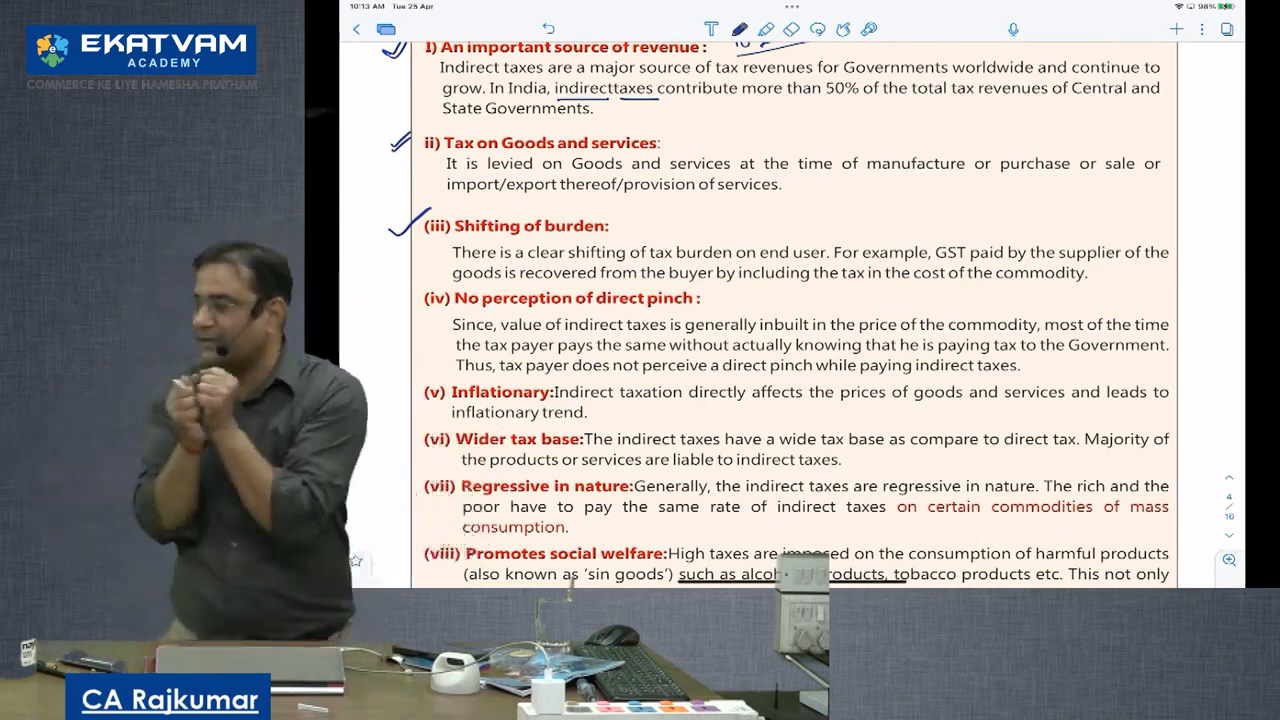 10:13 AM Tue 25 Apr
98%
EKATVAM
ACADEMY
COMMERCE KE LIYE HAMESHA PRATHAM
T
I) An important source of revenue :
Indirect taxes are a major source of tax revenues for Governments worldwide and continue to
grow. In India, indirecttaxes contribute more than 50% of the total tax revenues of Central and
State Governments.
ii) Tax on Goods and services:
It is levied on Goods and services at the time of manufacture or purchase or sale or
import/export thereof/provision of services.
(iii) Shifting of burden:
There is a clear shifting of tax burden on end user. For example, GST paid by the supplier of the
goods is recovered from the buyer by including the tax in the cost of the commodity.
(iv) No perception of direct pinch :
Since, value of indirect taxes is generally inbuilt in the price of the commodity, most of the time
the tax payer pays the same without actually knowing that he is paying tax to the Government.
Thus, tax payer does not perceive a direct pinch while paying indirect taxes.
(v) Inflationary:Indirect taxation directly affects the prices of goods and services and leads to
inflationary trend.
(vi) Wider tax base:The indirect taxes have a wide tax base as compare to direct tax. Majority of
the products or services are liable to indirect taxes.
(vii) Regressive in nature:Generally, the indirect taxes are regressive in nature. The rich and the
poor have to pay the same rate of indirect taxes on certain commodities of mass
consumption.
(viii) Promotes social welfare:High taxes are on the consumption of harmful products
(also known as 'sin goods') such as tobacco products etc. This not only
4
16
CA Rajkumar